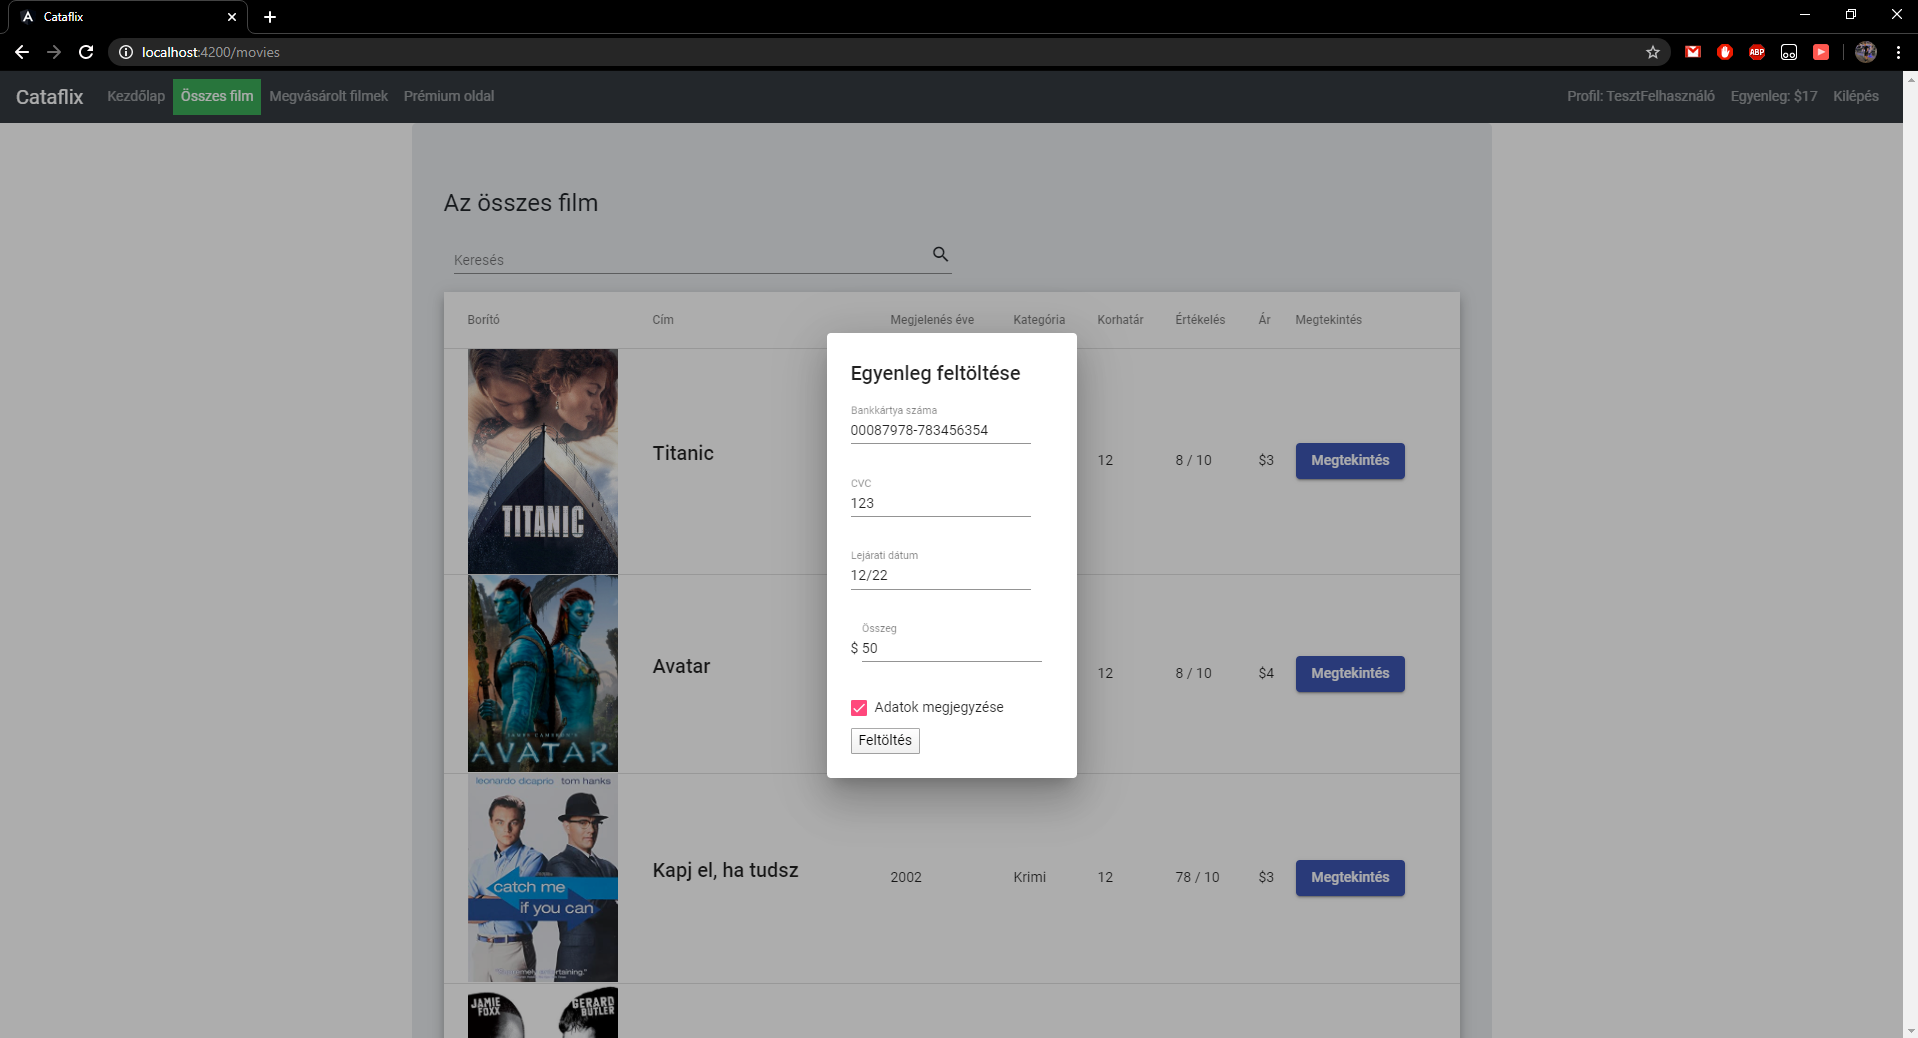 Cataflix
localhost:4200/movies
ABP
Cataflix Kezdőlap Összes film Megvásárolt filmek Prémium oldal Profil: TesztFelhasználó Egyenleg: $17 Kilépés
Az összes film
Keresés
Borító Cím Megjelenés éve Kategória Korhatár Értékelés Ár Megtekintés
TITANIC
Titanic 12 8 / 10 $3 Megtekintés
JAMES CAMERON'S
AVATAR
Avatar 12 8 / 10 $4 Megtekintés
leonardo dicaprio tom hanks
catch me
if you can
Kapj el, ha tudsz 2002 Krimi 12 78 / 10 $3 Megtekintés
JAMIE FOXX
GERARD BUTLER
Egyenleg feltöltése
Bankkártya száma
00087978-783456354
CVC
123
Lejárati dátum
12/22
Összeg
$ 50
Adatok megjegyzése
Feltöltés